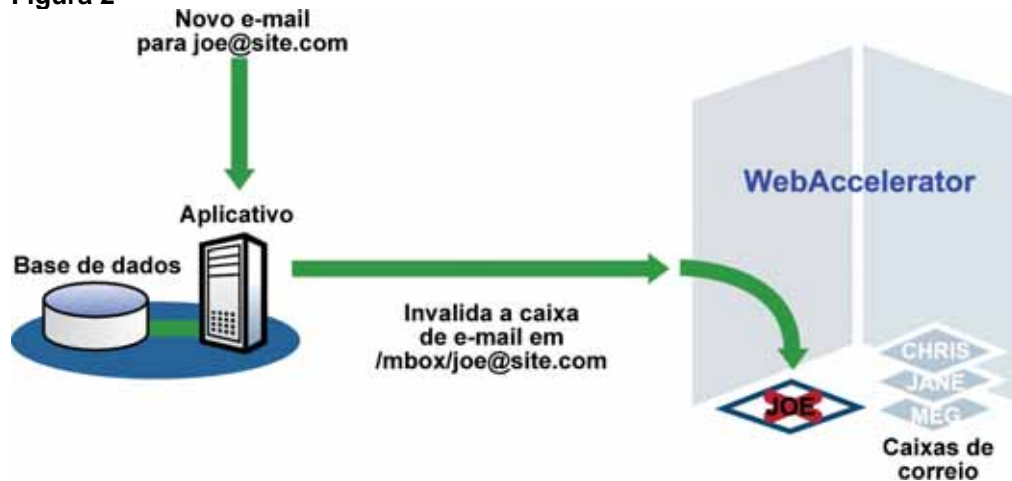 Figura 2
Novo e-mail
para joe@site.com
Aplicativo
Base de dados
WebAccelerator
Invalida a caixa
de e-mail em
/mbox/joe@site.com
CHRIS
JANE
MEG
JOE
Caixas de
correio